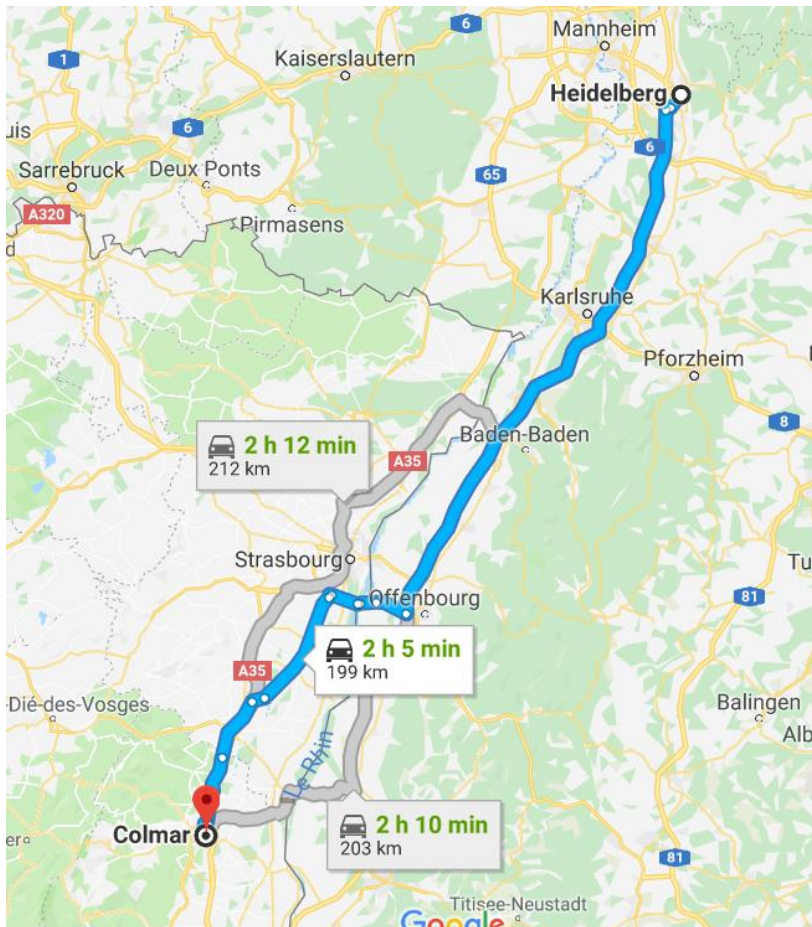 6
Mannheim
1
Kaiserslautern
Heidelberg
uis
6
6
Sarrebruck
Deux Ponts
65
A320
Pirmasens
d
Karlsruhe
Pforzheim
8
Baden-Baden
2 h 12 min
212 km
A35
Strasbourg
Tu
81
Offenbourg
2 h 5 min
199 km
A35
-Dié-des-Vosges
Balingen
Alb
Le Rhin
Colmar
2 h 10 min
203 km
er
81
Titisee-Neustadt
Google